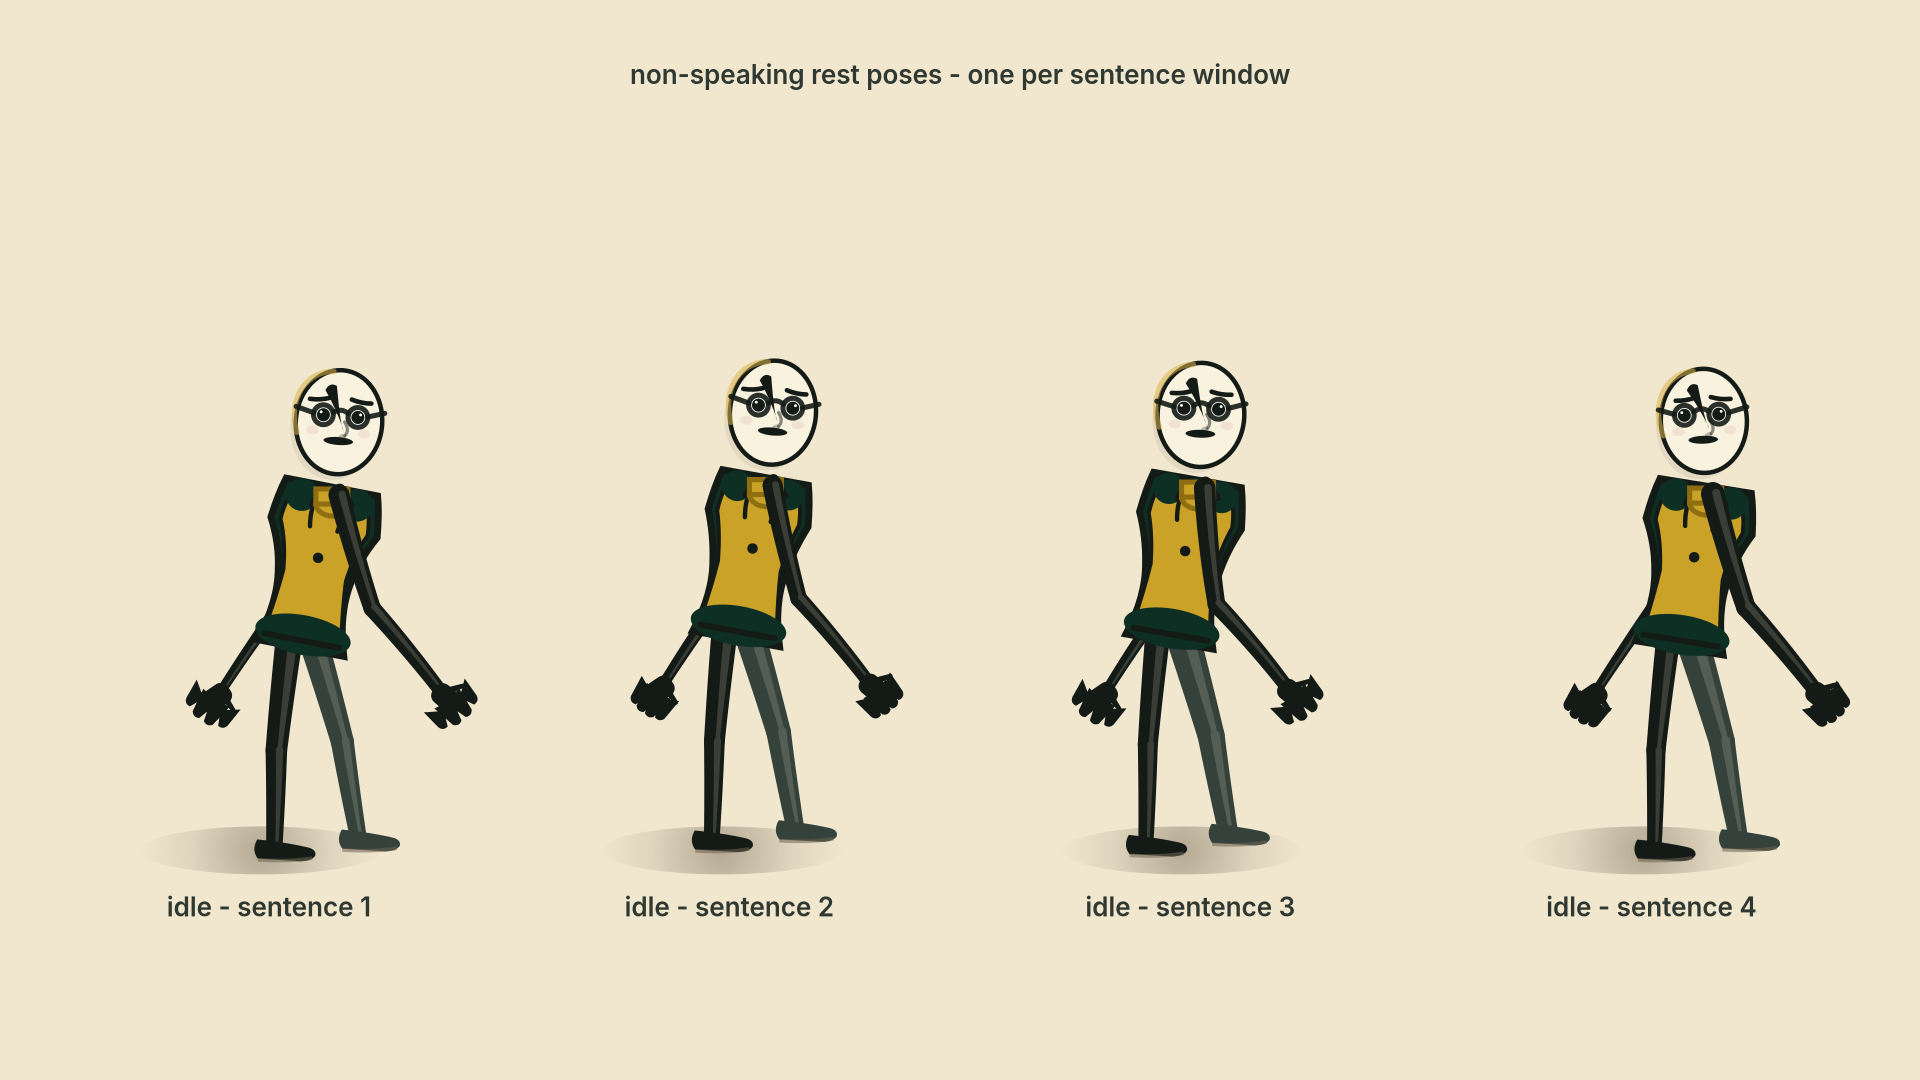 non-speaking rest poses - one per sentence window
idle - sentence 1
idle - sentence 2
idle - sentence 3
idle - sentence 4